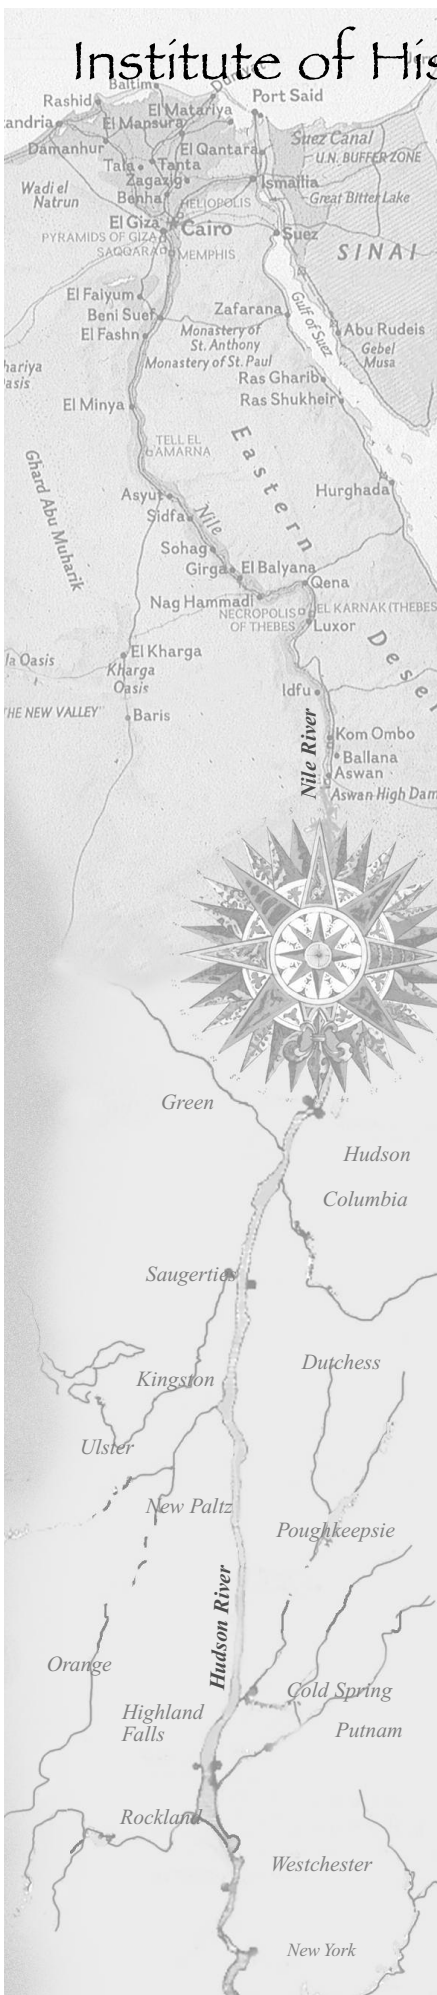 Institute of His
Baltim
Rashid
Port Said
El Matariya
El Mansura
Suez Canal
Damanhur
El Qantara
U.N. BUFFER ZONE
Tala
Tanta
Zagazig
Ismailia
Wadi el
Natrun
Benha
HELIOPOLIS
Great Bitter Lake
El Giza
Cairo
Suez
PYRAMIDS OF GIZA
SAQQARA
MEMPHIS
SINAI
El Faiyum
Beni Suef
Zafarana
Gulf of Suez
El Fashn
Monastery of
St. Anthony
Abu Rudeis
Gebel
Musa
hariya
asis
Monastery of St. Paul
Ras Gharib
Ras Shukheir
El Minya
Eastern
TELL EL
AMARNA
Ghard Abu Muharik
Asyut
Hurghada
Sidfa
Nile
Sohag
Girga
El Balyana
Qena
Nag Hammadi
NECROPOLIS
OF THEBES
EL KARNAK (THEBES
Luxor
Deser
la Oasis
El Kharga
Kharga
Oasis
Idfu
THE NEW VALLEY"
Baris
Nile River
Kom Ombo
Ballana
Aswan
Aswan High Dam
Green
Hudson
Columbia
Saugerties
Dutchess
Kingston
Ulster
New Paltz
Poughkeepsie
Hudson River
Orange
Cold Spring
Highland
Falls
Putnam
Rockland
Westchester
New York